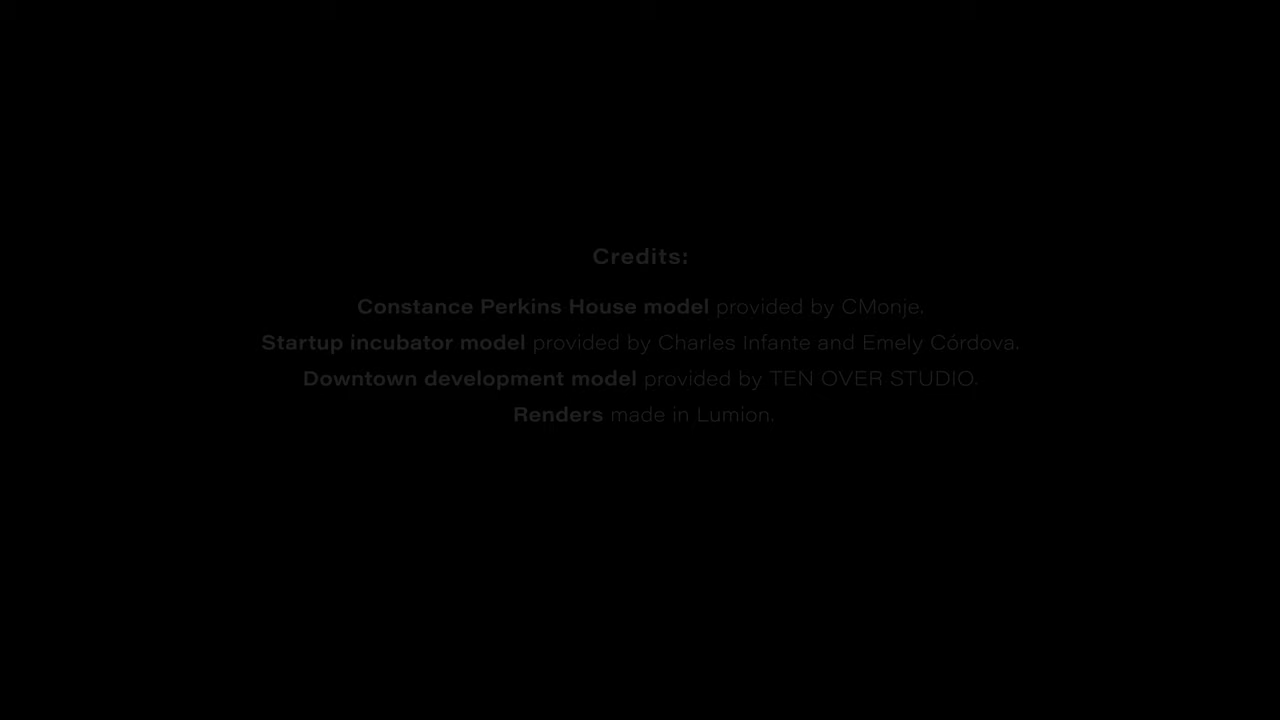 Credits:
Constance Perkins House model provided by CMonje.
Startup incubator model provided by Charles Infante and Emely Córdova.
Downtown development model provided by TEN OVER STUDIO.
Renders made in Lumion.